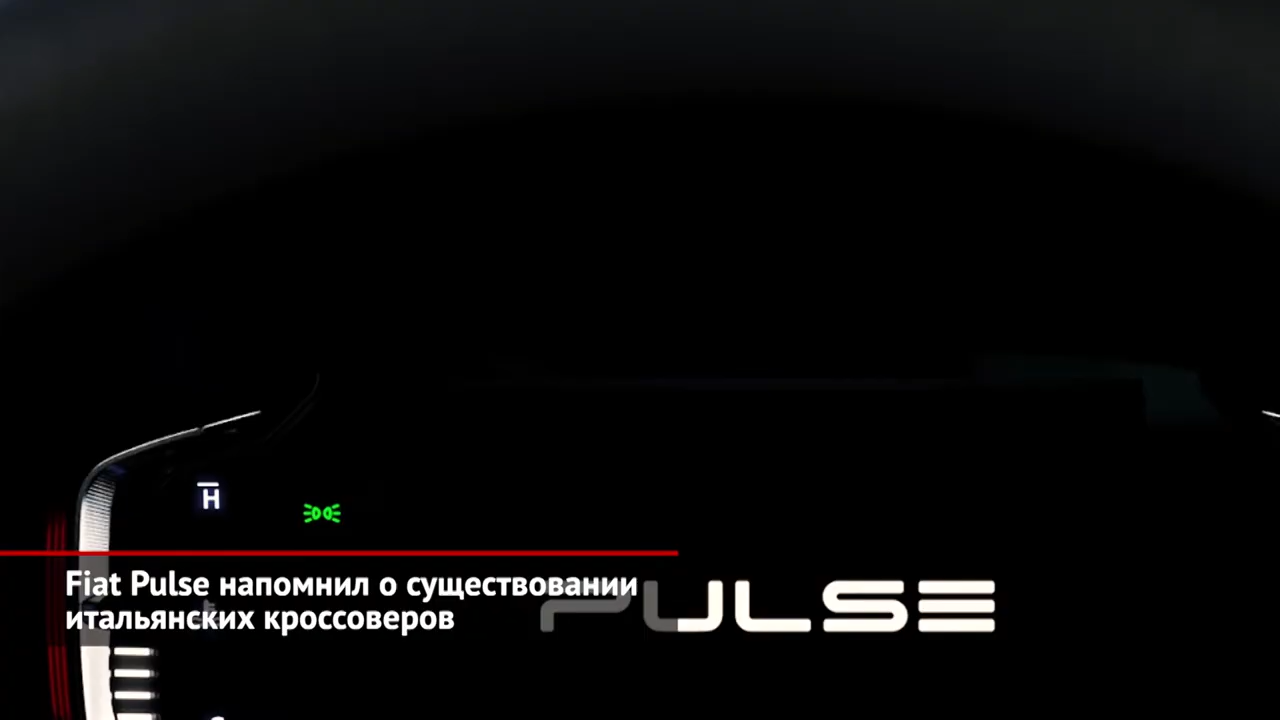 H
Fiat Pulse напомнил о существовании
итальянских кроссоверов
PULSE